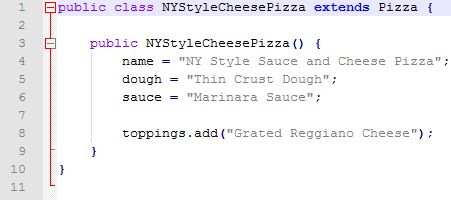 1 public class NYStyleCheesePizza extends Pizza {
2
3 public NYStyleCheesePizza() {
4 name = "NY Style Sauce and Cheese Pizza";
5 dough = "Thin Crust Dough";
6 sauce = "Marinara Sauce";
7
8 toppings.add("Grated Reggiano Cheese");
9 }
10 }
11